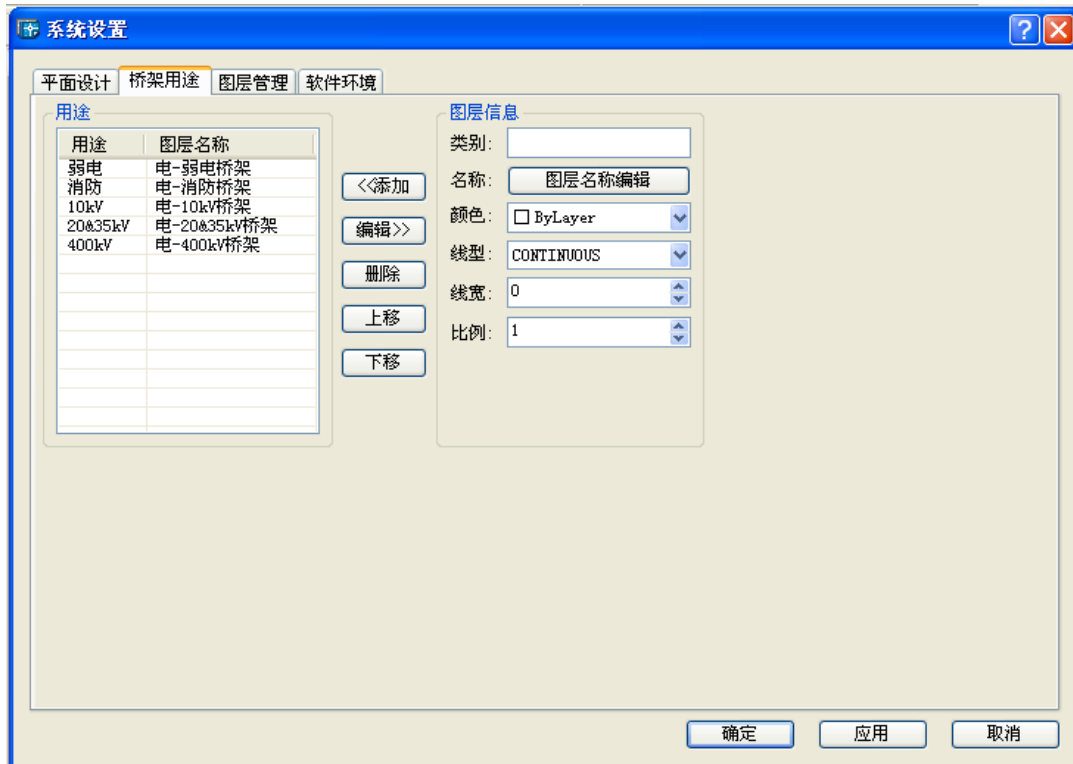 系统设置
平面设计 桥架用途 图层管理 软件环境
用途
用途 图层名称
弱电 电-弱电桥架
消防 电-消防桥架
10kV 电-10kV桥架
20&35kV 电-20&35kV桥架
400kV 电-400kV桥架
<<添加
编辑>>
删除
上移
下移
图层信息
类别:
名称: 图层名称编辑
颜色: ByLayer
线型: CONTINUOUS
线宽: 0
比例: 1
确定 应用 取消